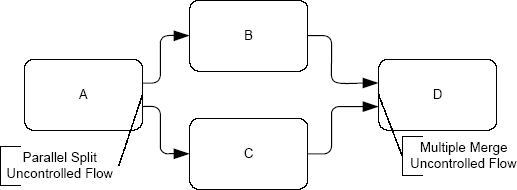 B
A
D
C
Parallel Split
Uncontrolled Flow
Multiple Merge
Uncontrolled Flow